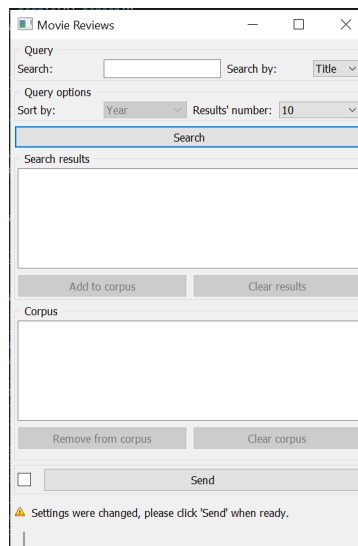 Movie Reviews
Query
Search: Search by: Title
Query options
Sort by: Year Results' number: 10
Search
Search results
Add to corpus Clear results
Corpus
Remove from corpus Clear corpus
Send
Settings were changed, please click 'Send' when ready.